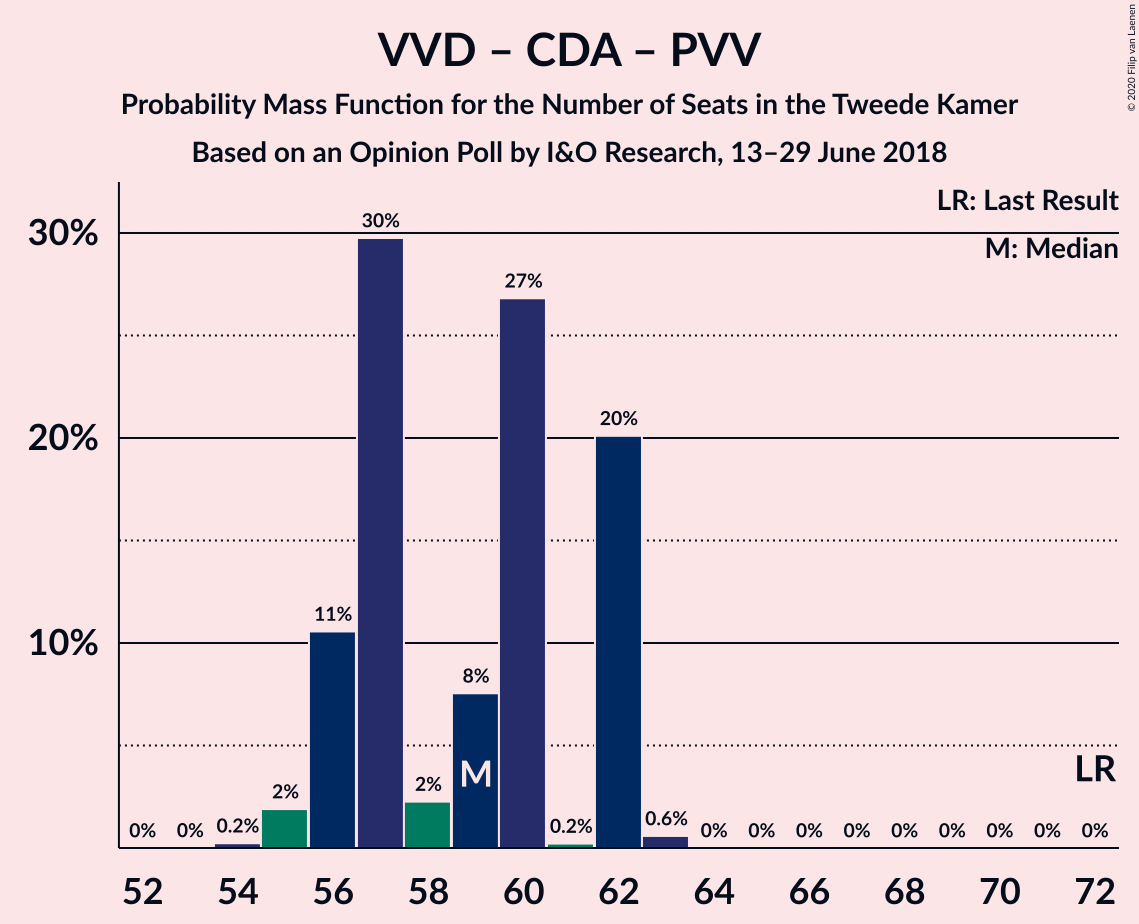 VVD – CDA – PVV
Probability Mass Function for the Number of Seats in the Tweede Kamer
Based on an Opinion Poll by I&O Research, 13–29 June 2018
© 2020 Filip van Laenen
LR: Last Result
M: Median
30%
20%
10%
0% 0% 0.2% 2% 11% 30% 2% 8% 27% 0.2% 20% 0.6% 0% 0% 0% 0% 0% 0% 0% 0% 0%
M
LR
52 54 56 58 60 62 64 66 68 70 72